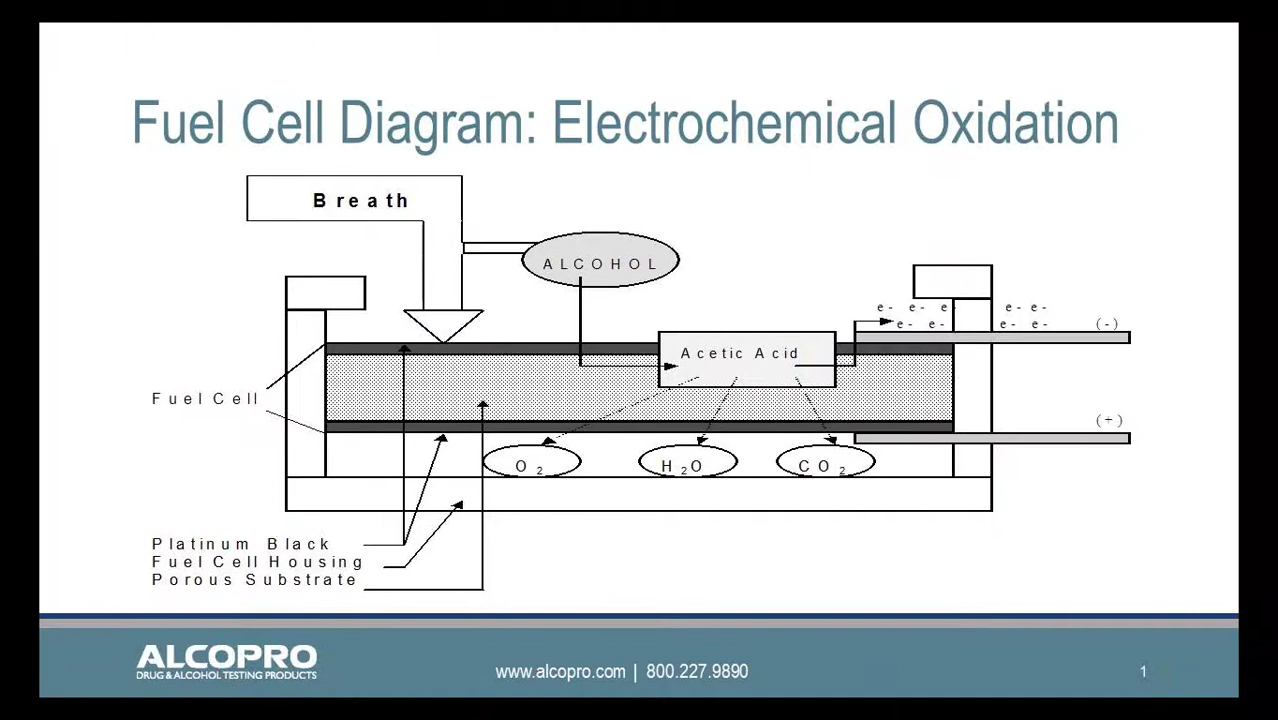 Fuel Cell Diagram: Electrochemical Oxidation
Breath
ALCOHOL
e- e- e- e- e-
e- e- e- e-
(-)
Acetic Acid
Fuel Cell
(+)
O2
H2O
CO2
Platinum Black
Fuel Cell Housing
Porous Substrate
ALCOPRO
DRUG & ALCOHOL TESTING PRODUCTS
www.alcopro.com | 800.227.9890
1